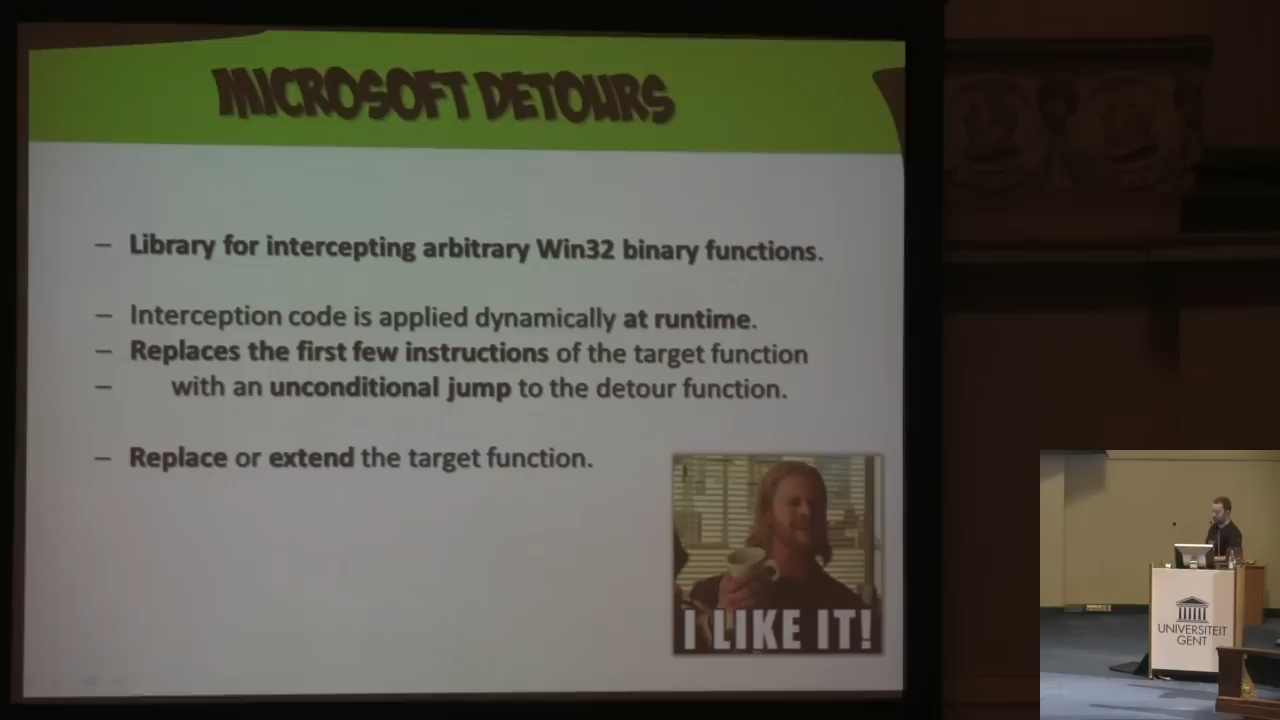 MICROSOFT DETOURS
– Library for intercepting arbitrary Win32 binary functions.
– Interception code is applied dynamically at runtime.
– Replaces the first few instructions of the target function
– with an unconditional jump to the detour function.
– Replace or extend the target function.
I LIKE IT!
UNIVERSITEIT
GENT